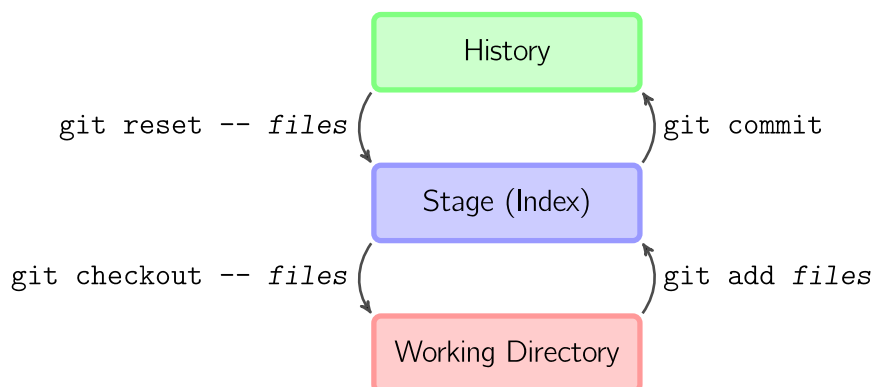 History
git reset -- files
git commit
Stage (Index)
git checkout -- files
git add files
Working Directory